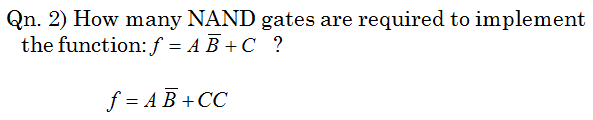 Qn. 2) How many NAND gates are required to implement
the function: f = A B̅ + C ?
f = A B̅ + CC